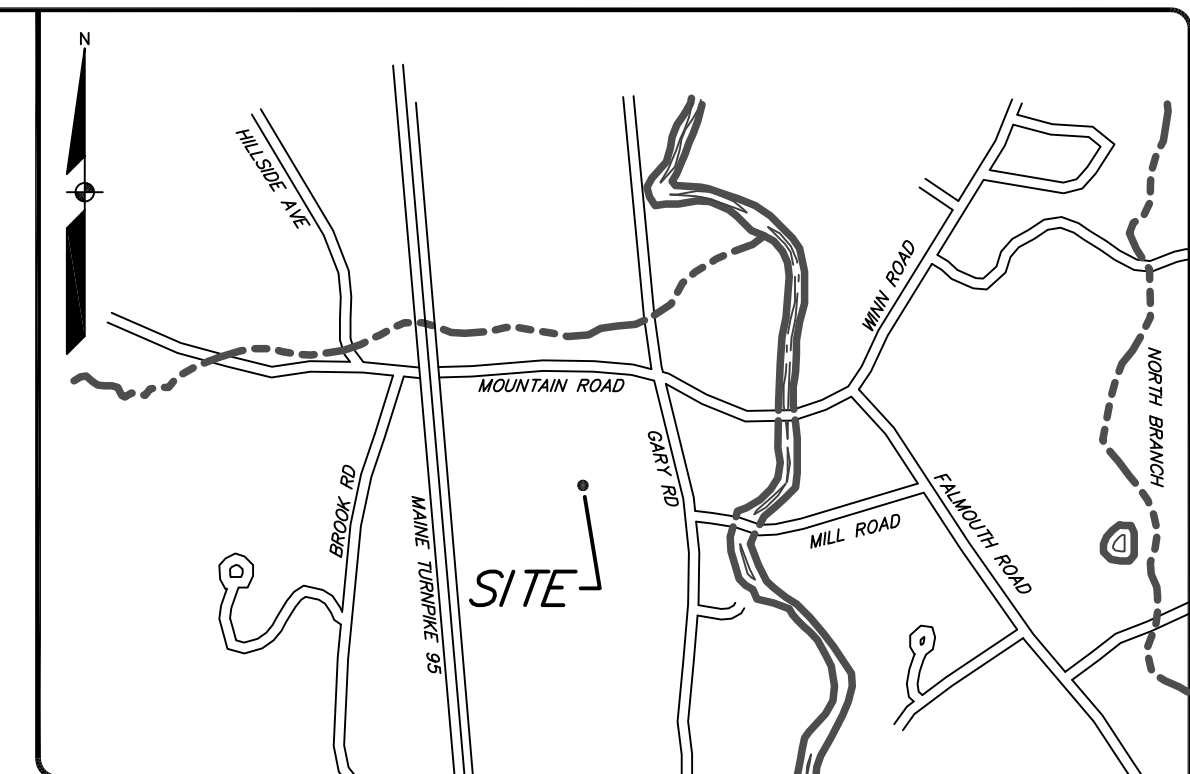 N
HILLSIDE AVE
WINN ROAD
MOUNTAIN ROAD
NORTH BRANCH
GARY RD
BROOK RD
FALMOUTH ROAD
MAINE TURNPIKE 95
MILL ROAD
SITE